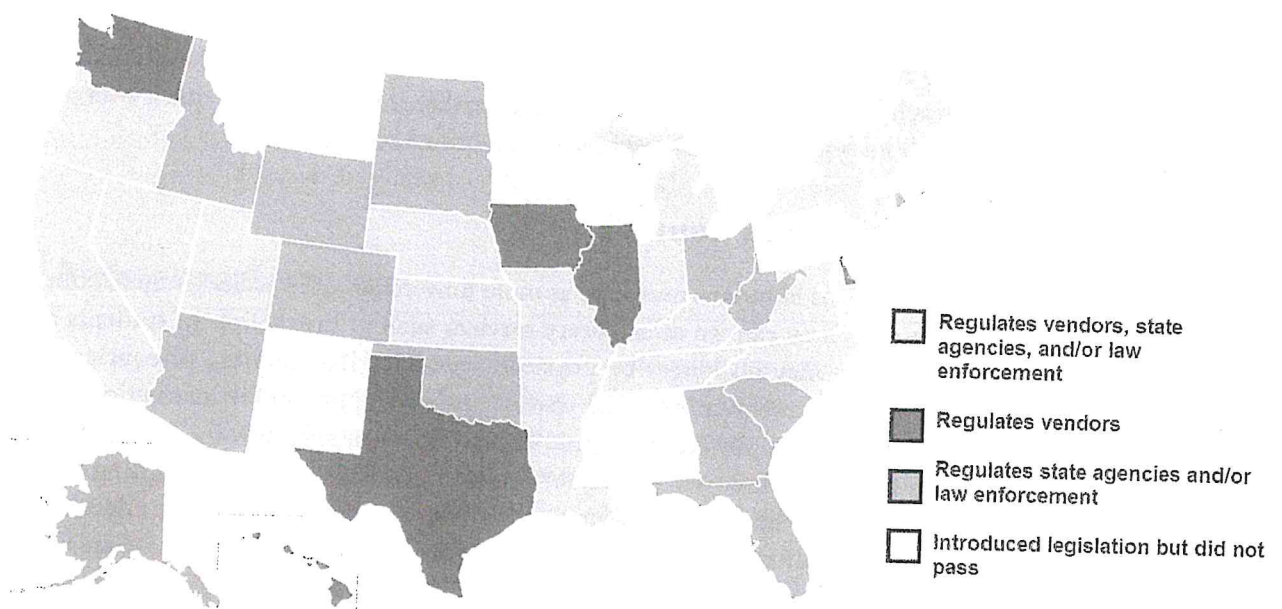 Regulates vendors, state
agencies, and/or law
enforcement
Regulates vendors
Regulates state agencies and/or
law enforcement
Introduced legislation but did not
pass